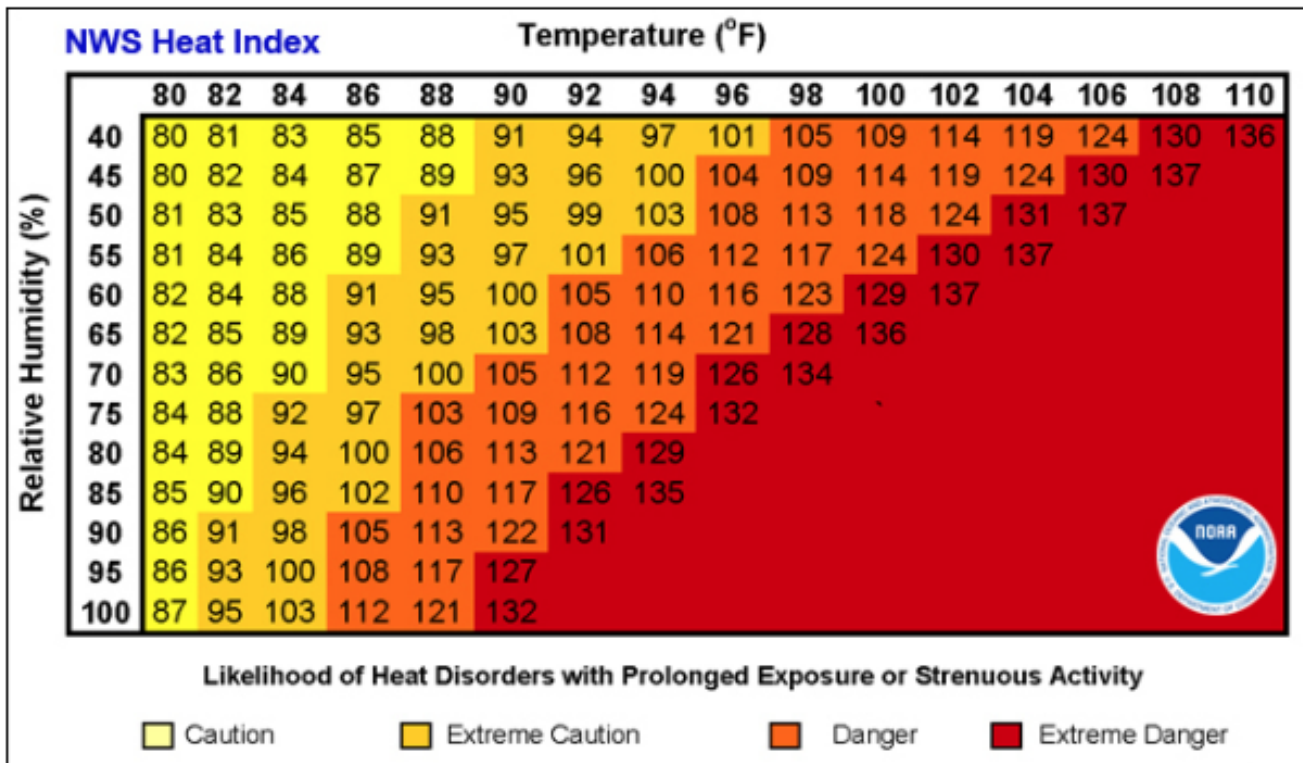 NWS Heat Index
Temperature (°F)
80 82 84 86 88 90 92 94 96 98 100 102 104 106 108 110
Relative Humidity (%)
40 80 81 83 85 88 91 94 97 101 105 109 114 119 124 130 136
45 80 82 84 87 89 93 96 100 104 109 114 119 124 130 137
50 81 83 85 88 91 95 99 103 108 113 118 124 131 137
55 81 84 86 89 93 97 101 106 112 117 124 130 137
60 82 84 88 91 95 100 105 110 116 123 129 137
65 82 85 89 93 98 103 108 114 121 128 136
70 83 86 90 95 100 105 112 119 126 134
75 84 88 92 97 103 109 116 124 132
80 84 89 94 100 106 113 121 129
85 85 90 96 102 110 117 126 135
90 86 91 98 105 113 122 131
95 86 93 100 108 117 127
100 87 95 103 112 121 132
NOAA
NATIONAL OCEANIC AND ATMOSPHERIC ADMINISTRATION
U.S. DEPARTMENT OF COMMERCE
Likelihood of Heat Disorders with Prolonged Exposure or Strenuous Activity
Caution
Extreme Caution
Danger
Extreme Danger